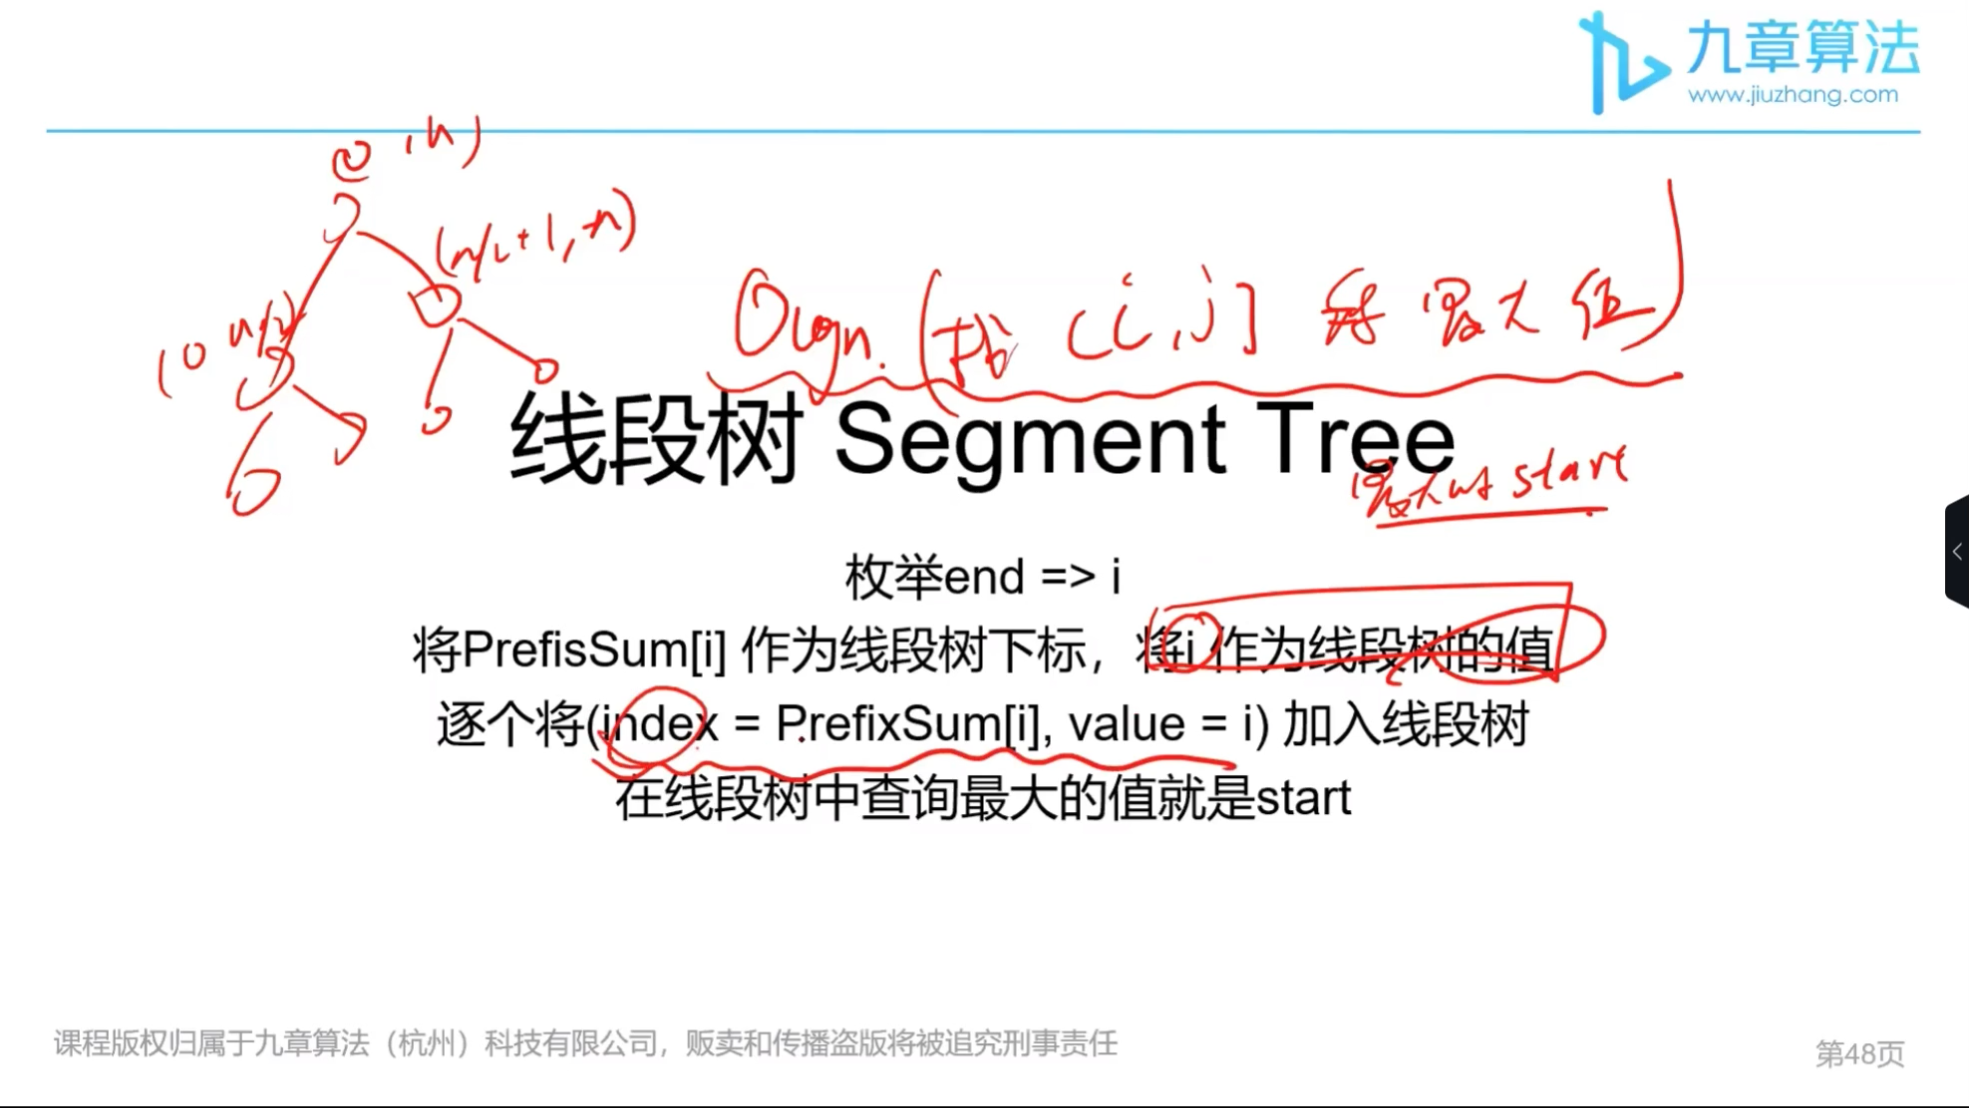 九章算法
www.jiuzhang.com
(0 , n)
(n/2+1, n)
(0 n/2)
Ologn. (找 (i, j] 的最大值)
线段树 Segment Tree
最大的 start
枚举end => i
将PrefisSum[i] 作为线段树下标，将i 作为线段树的值
逐个将(index = PrefixSum[i], value = i) 加入线段树
在线段树中查询最大的值就是start
课程版权归属于九章算法（杭州）科技有限公司，贩卖和传播盗版将被追究刑事责任
第48页